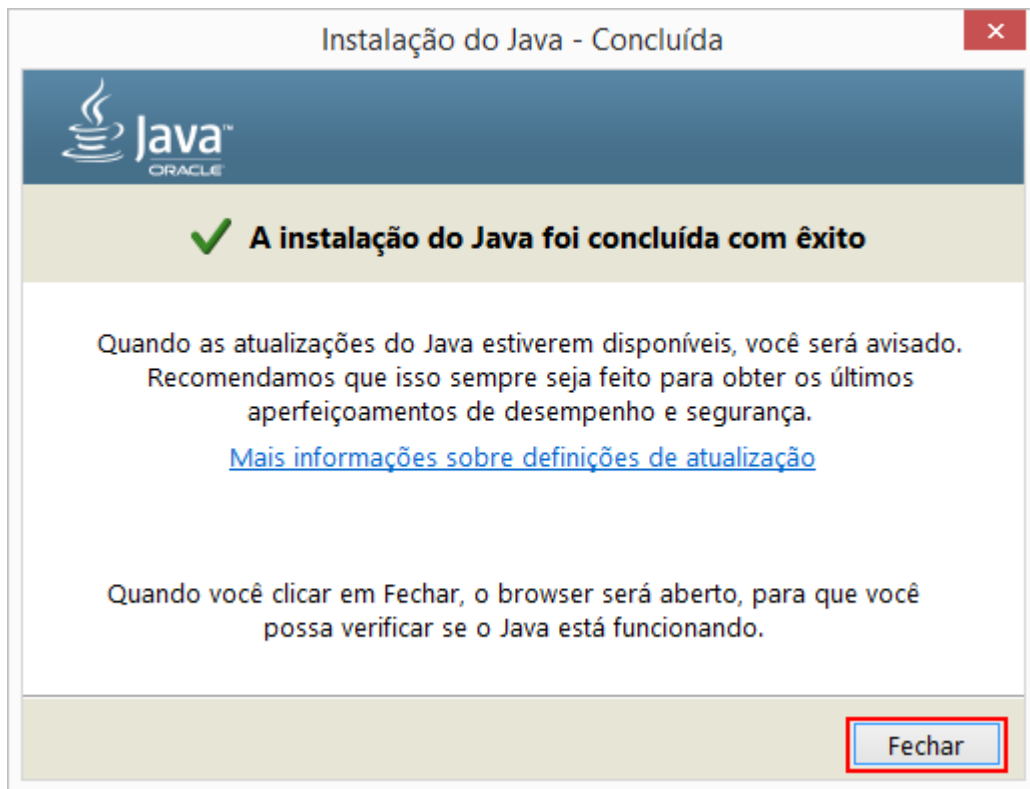 Instalação do Java - Concluída
Java™
ORACLE
A instalação do Java foi concluída com êxito
Quando as atualizações do Java estiverem disponíveis, você será avisado.
Recomendamos que isso sempre seja feito para obter os últimos
aperfeiçoamentos de desempenho e segurança.
Mais informações sobre definições de atualização
Quando você clicar em Fechar, o browser será aberto, para que você
possa verificar se o Java está funcionando.
Fechar